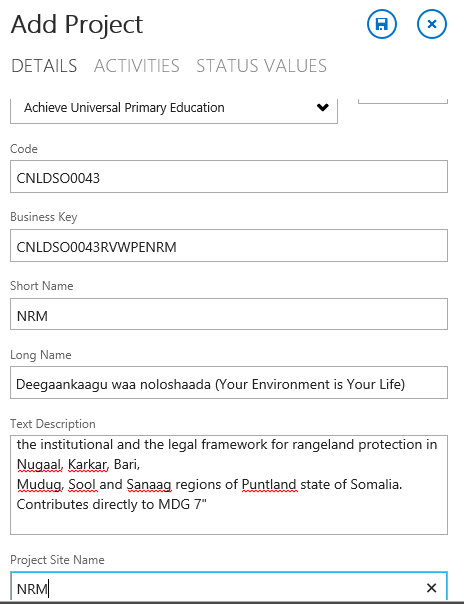 Add Project
DETAILS ACTIVITIES STATUS VALUES
Achieve Universal Primary Education
Code
CNLDSO0043
Business Key
CNLDSO0043RVWPENRM
Short Name
NRM
Long Name
Deegaankaagu waa noloshaada (Your Environment is Your Life)
Text Description
the institutional and the legal framework for rangeland protection in
Nugaal, Karkar, Bari,
Mudug, Sool and Sanaag regions of Puntland state of Somalia.
Contributes directly to MDG 7"
Project Site Name
NRM